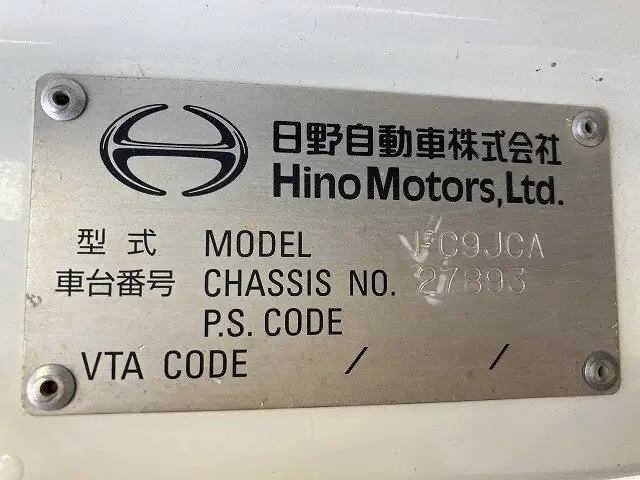 日野自動車株式会社
Hino Motors, Ltd.
型式 MODEL C9JCA
車台番号 CHASSIS NO. 27893
P.S. CODE
VTA CODE / /